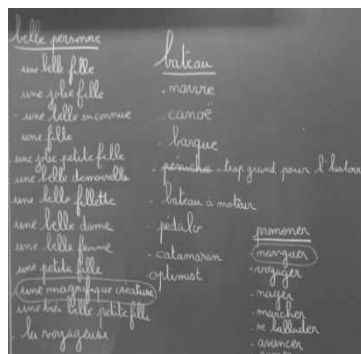 belle personne
une belle fille
. une jolie fille
- une belle inconnue
une fille
- une jolie petite fille
une belle demoiselle
une belle fillette
une belle dame
une belle femme
une petite fille
une magnifique créature
une très belle petite fille
la voyageuse
bateau
. navire
canoë
. barque
. péniche . trop grand pour l'histoire
bateau à moteur
. pédalo
. catamaran
. optimist
promener
naviguer
- voyager
. nager
. marcher
. se ballader
. avancer